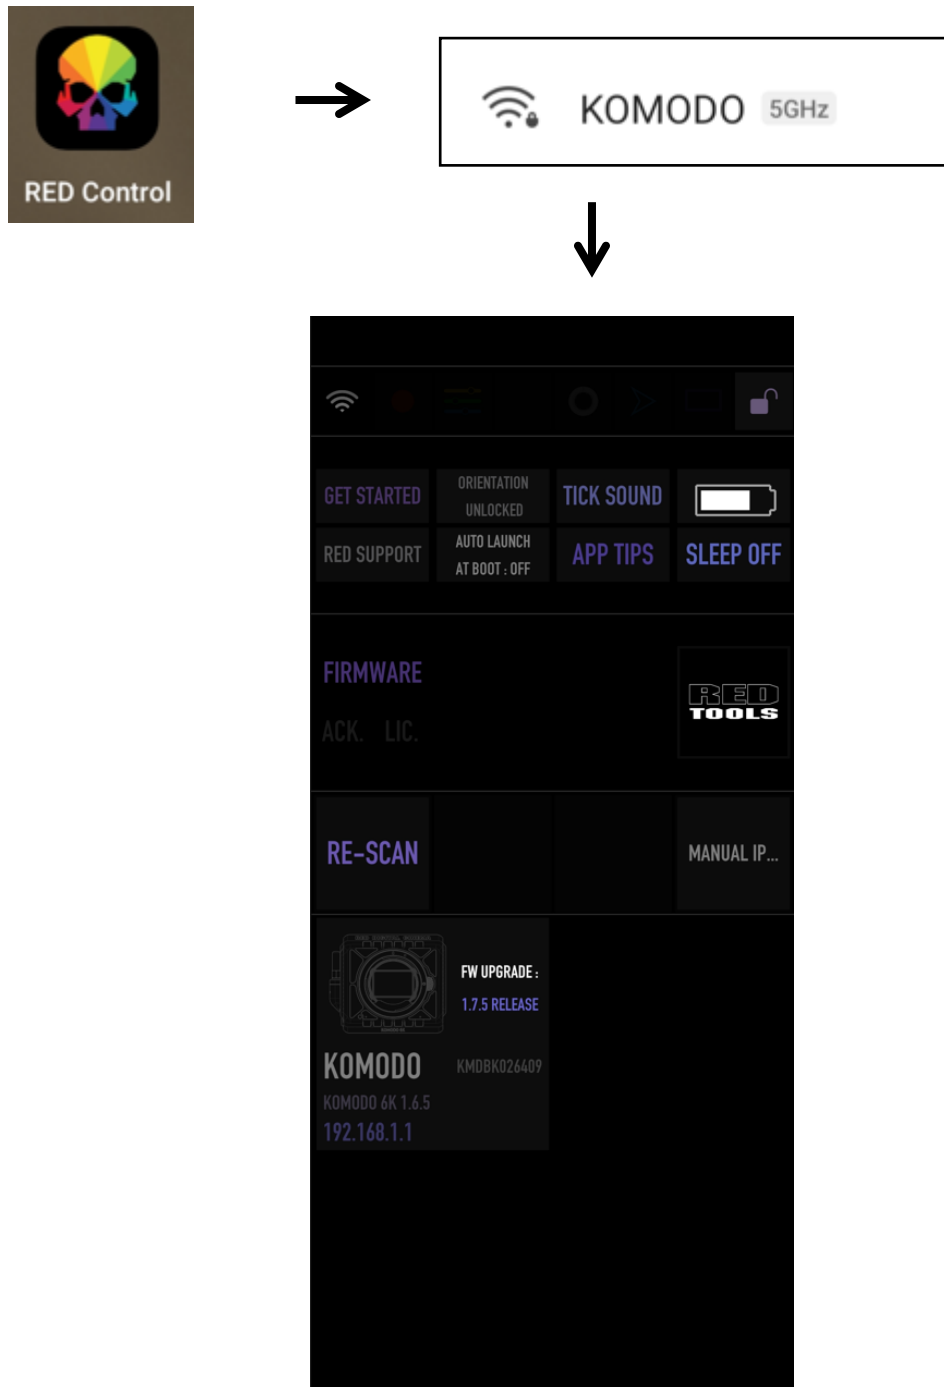 RED Control
KOMODO 5GHz
GET STARTED
ORIENTATION
UNLOCKED
TICK SOUND
RED SUPPORT
AUTO LAUNCH
AT BOOT : OFF
APP TIPS
SLEEP OFF
FIRMWARE
RED
TOOLS
ACK. LIC.
RE-SCAN
MANUAL IP...
FW UPGRADE :
1.7.5 RELEASE
KOMODO
KMDBK026409
KOMODO 6K 1.6.5
192.168.1.1